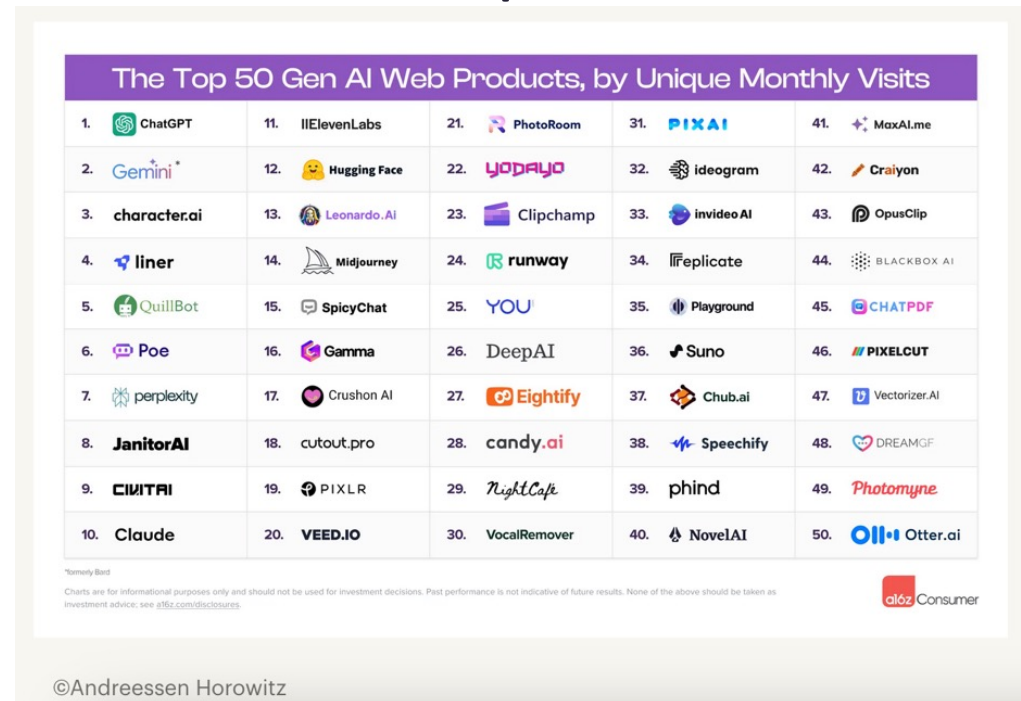 The Top 50 Gen AI Web Products, by Unique Monthly Visits
1. ChatGPT 11. IIElevenLabs 21. PhotoRoom 31. PIXAI 41. MaxAI.me
2. Gemini* 12. Hugging Face 22. YODAYO 32. ideogram 42. Craiyon
3. character.ai 13. Leonardo.Ai 23. Clipchamp 33. invideo AI 43. OpusClip
4. liner 14. Midjourney 24. runway 34. replicate 44. BLACKBOX AI
5. QuillBot 15. SpicyChat 25. YOU 35. Playground 45. CHATPDF
6. Poe 16. Gamma 26. DeepAI 36. Suno 46. PIXELCUT
7. perplexity 17. Crushon AI 27. Eightify 37. Chub.ai 47. Vectorizer.AI
8. JanitorAI 18. cutout.pro 28. candy.ai 38. Speechify 48. DREAMGF
9. CIVITAI 19. PIXLR 29. NightCafé 39. phind 49. Photomyne
10. Claude 20. VEED.IO 30. VocalRemover 40. NovelAI 50. Otter.ai
*formerly Bard
Charts are for informational purposes only and should not be used for investment decisions. Past performance is not indicative of future results. None of the above should be taken as
investment advice; see a16z.com/disclosures.
a16z Consumer
©Andreessen Horowitz